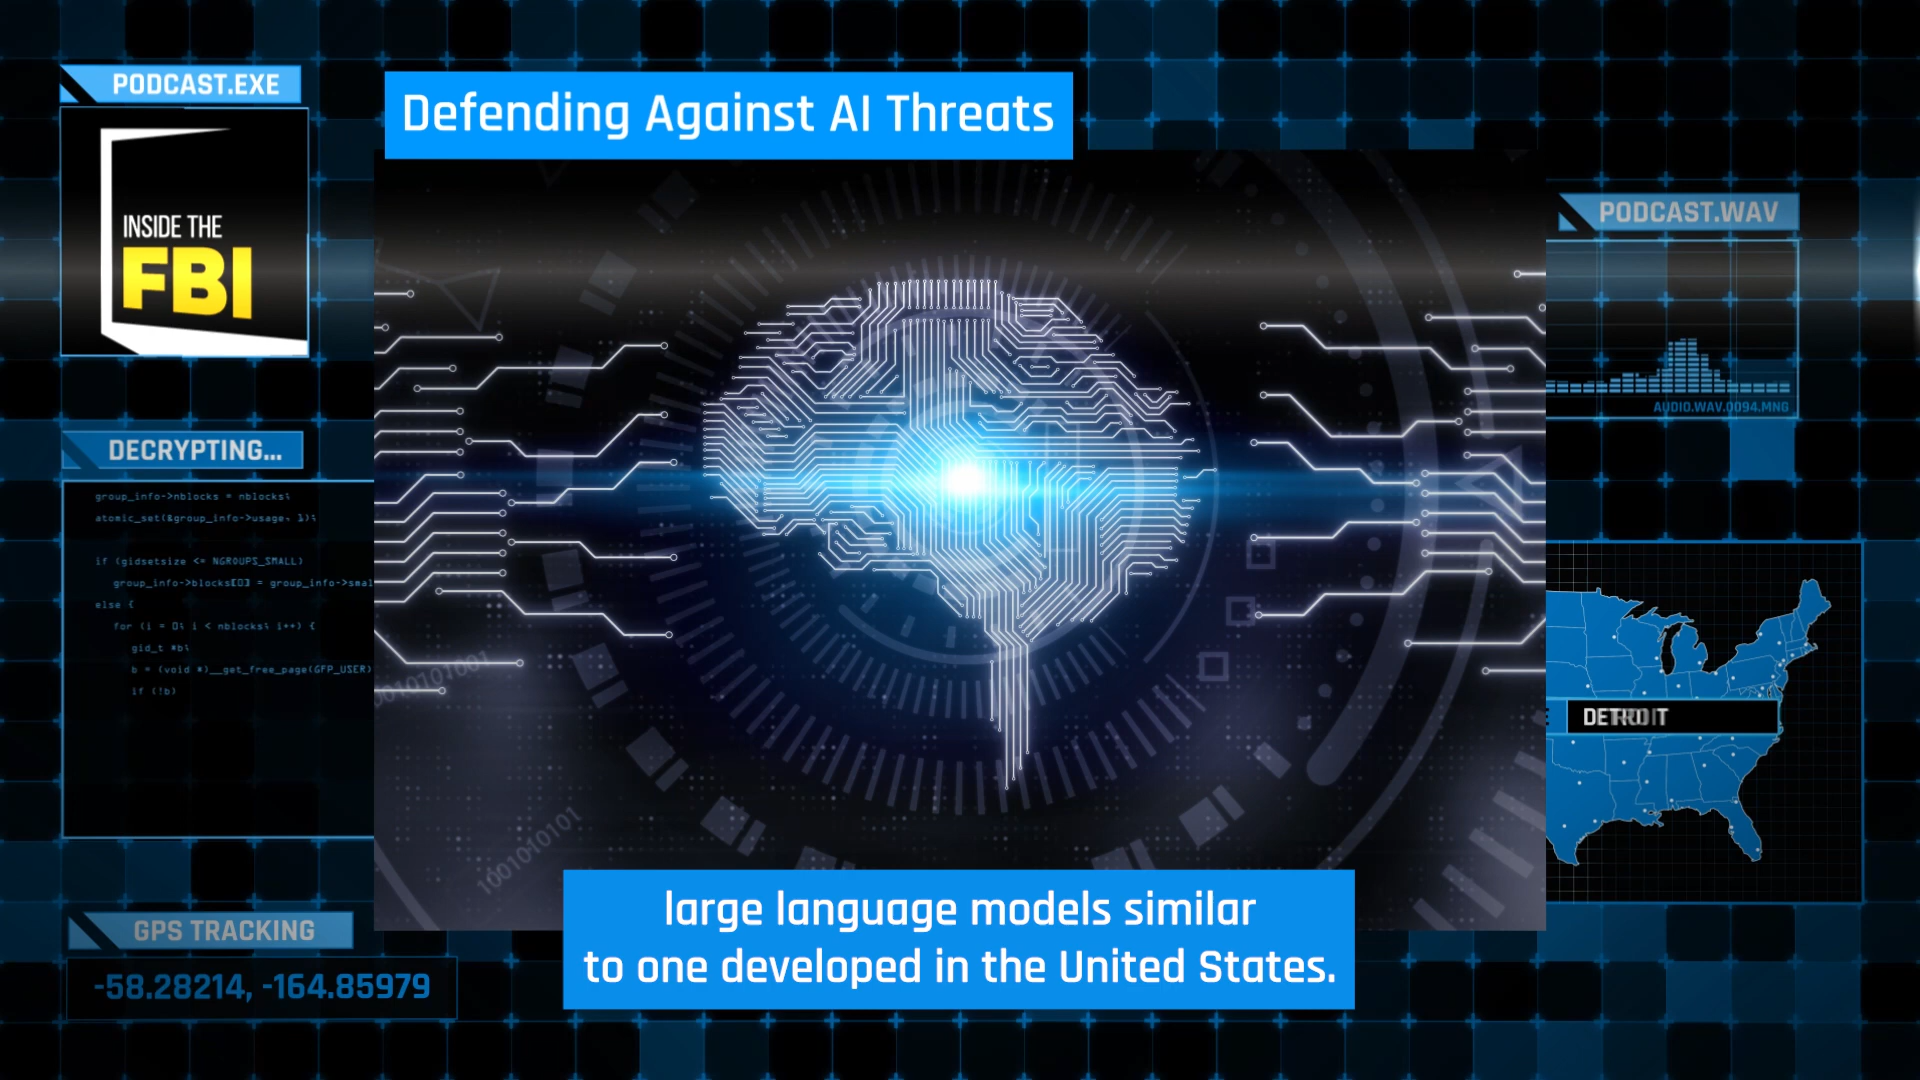 PODCAST.EXE
INSIDE THE
FBI
Defending Against AI Threats
PODCAST.WAV
AUDIO.WAV.0094.MNG
DECRYPTING...
group_info->nblocks = nblocks;
atomic_set(&group_info->usage, 1);
if (gidsetsize <= NGROUPS_SMALL)
group_info->blocks[0] = group_info->smal
else {
for (i = 0; i < nblocks; i++) {
gid_t *b;
b = (void *)__get_free_page(GFP_USER)
if (!b)
DETROIT
0010101001
1001010101
GPS TRACKING
-58.28214, -164.85979
large language models similar
to one developed in the United States.